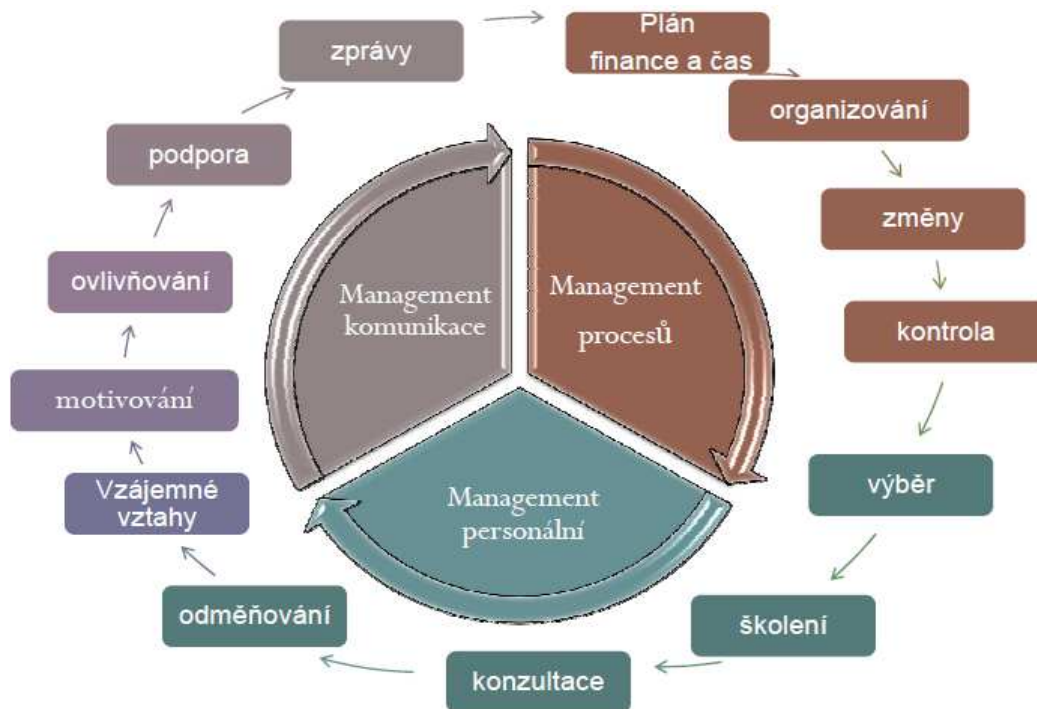 zprávy
Plán
finance a čas
organizování
změny
kontrola
výběr
školení
konzultace
odměňování
Vzájemné
vztahy
motivování
ovlivňování
podpora
Management
komunikace
Management
procesů
Management
personální